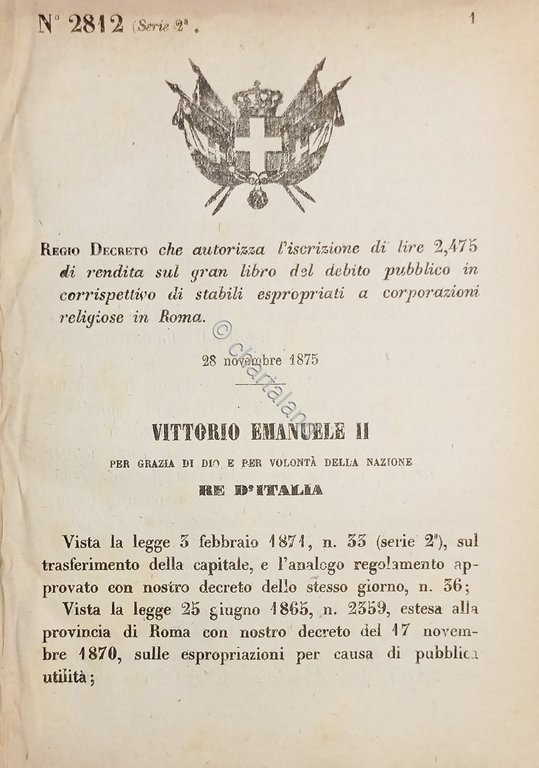 N° 2812 (Serie 2ª.
1
REGIO DECRETO che autorizza l'iscrizione di lire 2,475
di rendita sul gran libro del debito pubblico in
corrispettivo di stabili espropriati a corporazioni
religiose in Roma.
28 novembre 1875
VITTORIO EMANUELE II
PER GRAZIA DI DIO E PER VOLONTÀ DELLA NAZIONE
RE D'ITALIA
Vista la legge 3 febbraio 1871, n. 33 (serie 2ª), sul
trasferimento della capitale, e l'analogo regolamento ap-
provato con nostro decreto dello stesso giorno, n. 36;
Vista la legge 25 giugno 1865, n. 2359, estesa alla
provincia di Roma con nostro decreto del 17 novem-
bre 1870, sulle espropriazioni per causa di pubblica
utilità;